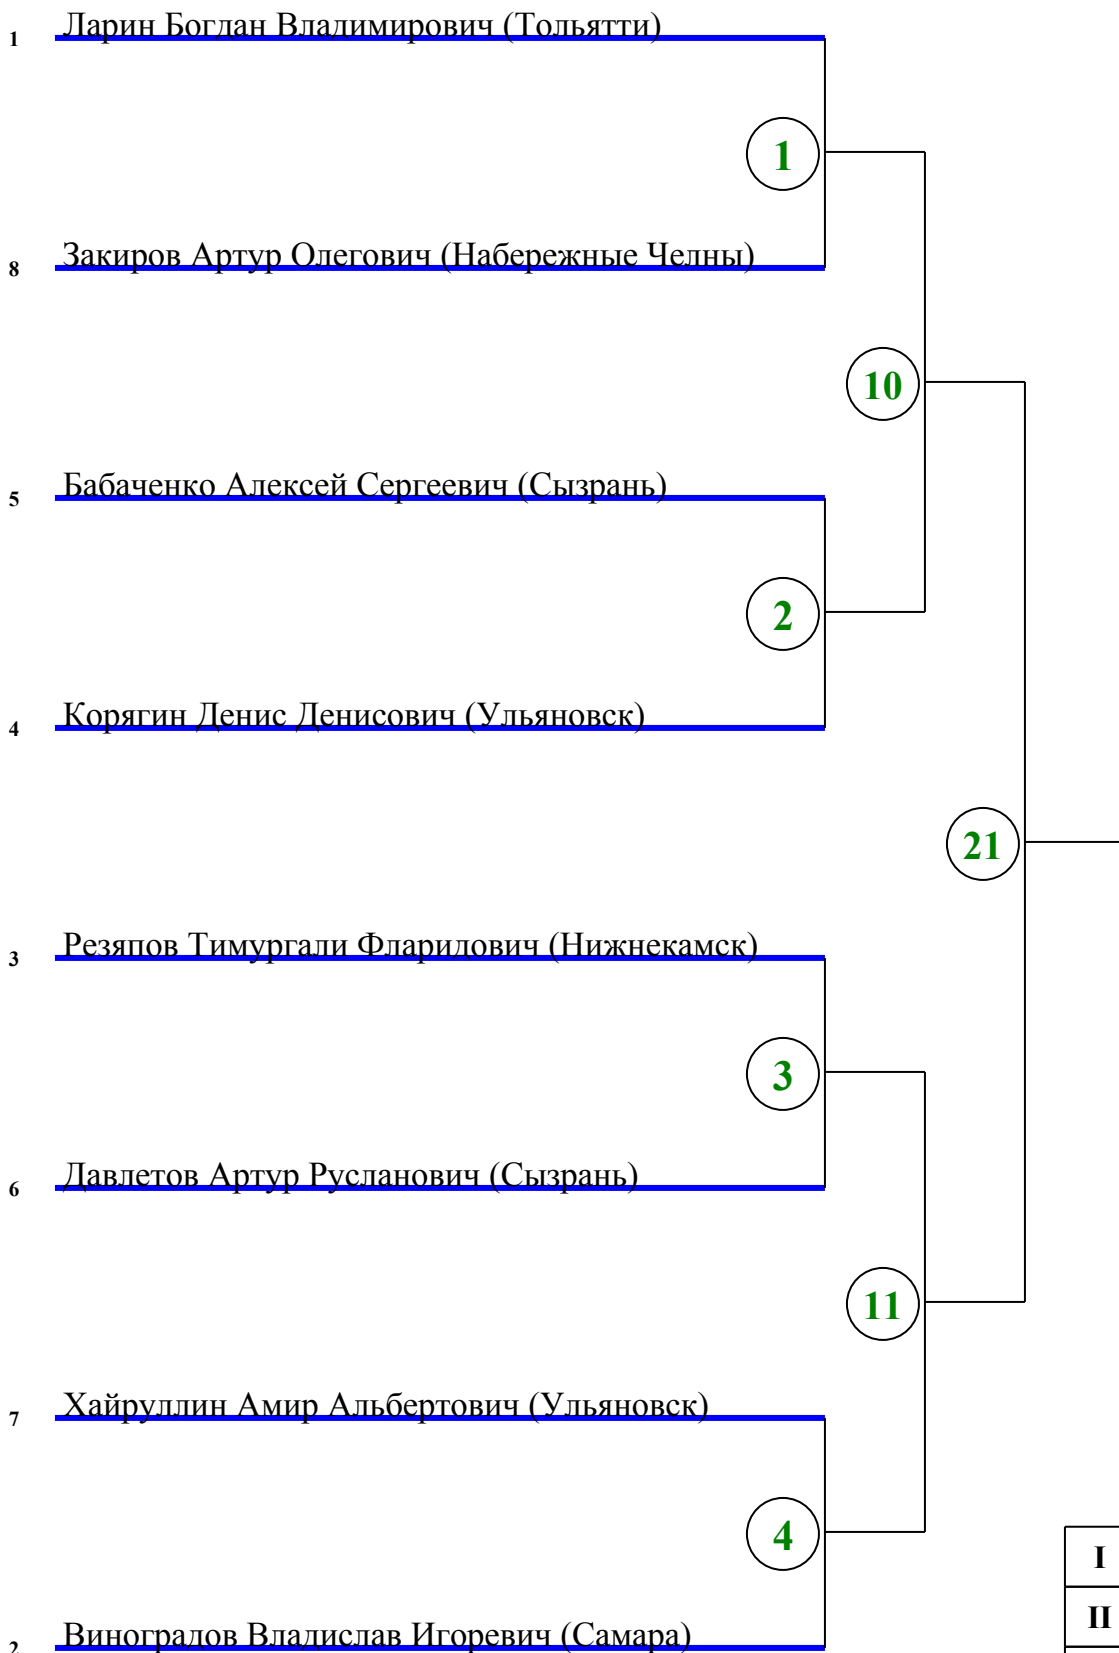 1 Ларин Богдан Владимирович (Тольятти)
1
8 Закиров Артур Олегович (Набережные Челны)
10
5 Бабаченко Алексей Сергеевич (Сызрань)
2
4 Корягин Денис Денисович (Ульяновск)
21
3 Резяпов Тимургали Фларидович (Нижнекамск)
3
6 Давлетов Артур Русланович (Сызрань)
11
7 Хайруллин Амир Альбертович (Ульяновск)
4
I
II
2 Виноградов Владислав Игоревич (Самара)